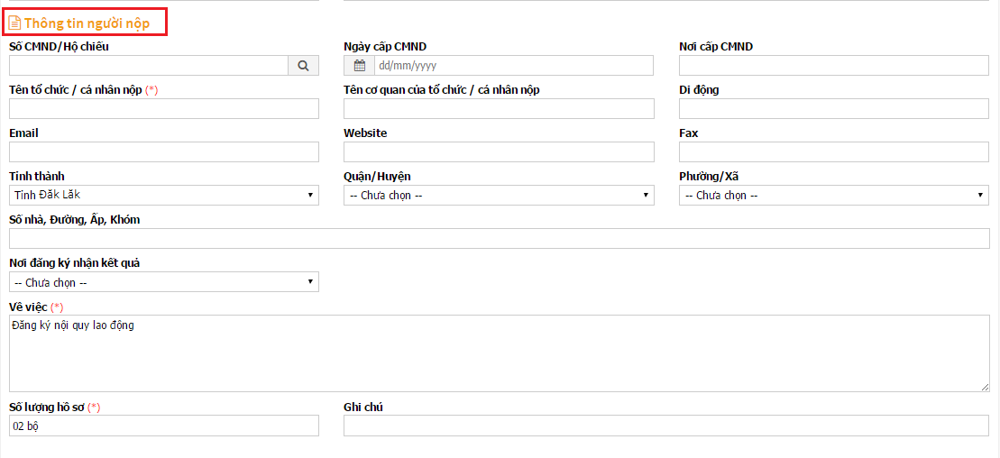 Thông tin người nộp
Số CMND/Hộ chiếu Ngày cấp CMND Nơi cấp CMND
dd/mm/yyyy
Tên tổ chức / cá nhân nộp (*) Tên cơ quan của tổ chức / cá nhân nộp Di động
Email Website Fax
Tỉnh thành Quận/Huyện Phường/Xã
Tỉnh Đăk Lăk -- Chưa chọn -- -- Chưa chọn --
Số nhà, Đường, Ấp, Khóm
Nơi đăng ký nhận kết quả
-- Chưa chọn --
Về việc (*)
Đăng ký nội quy lao động
Số lượng hồ sơ (*) Ghi chú
02 bộ